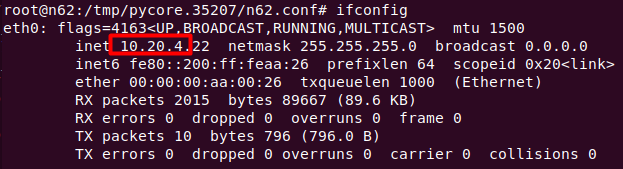 root@n62:/tmp/pycore.35207/n62.conf# ifconfig
eth0: flags=4163<UP,BROADCAST,RUNNING,MULTICAST>  mtu 1500
        inet 10.20.4.22  netmask 255.255.255.0  broadcast 0.0.0.0
        inet6 fe80::200:ff:feaa:26  prefixlen 64  scopeid 0x20<link>
        ether 00:00:00:aa:00:26  txqueuelen 1000  (Ethernet)
        RX packets 2015  bytes 89667 (89.6 KB)
        RX errors 0  dropped 0  overruns 0  frame 0
        TX packets 10  bytes 796 (796.0 B)
        TX errors 0  dropped 0 overruns 0  carrier 0  collisions 0